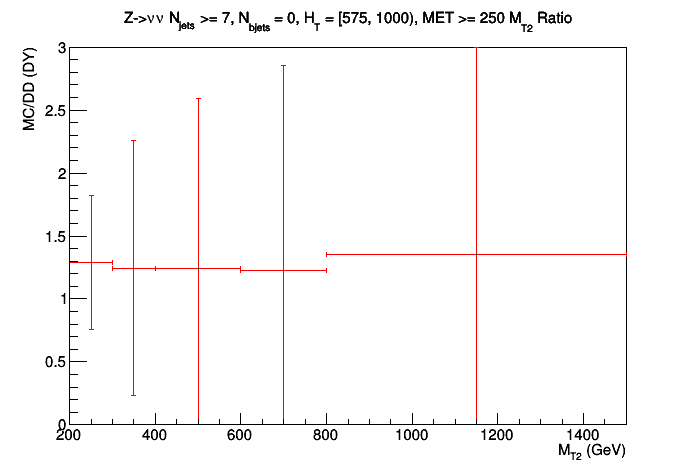 Z->νν N_jets >= 7, N_bjets = 0, H_T = [575, 1000), MET >= 250 M_T2 Ratio
MC/DD (DY)
3
2.5
2
1.5
1
0.5
0
200 400 600 800 1000 1200 1400
M_T2 (GeV)